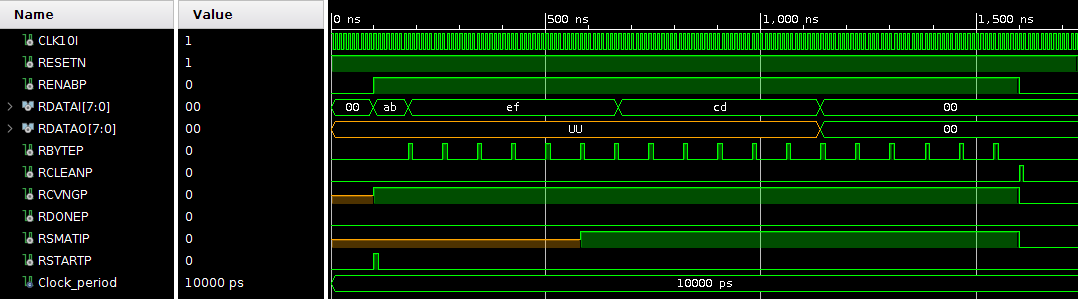 Name Value 0 ns 500 ns 1,000 ns 1,500 ns
CLK10I 1
RESETN 1
RENABP 0
RDATAI[7:0] 00 00 ab ef cd 00
RDATAO[7:0] 00 UU 00
RBYTEP 0
RCLEANP 0
RCVNGP 0
RDONEP 0
RSMATIP 0
RSTARTP 0
Clock_period 10000 ps 10000 ps